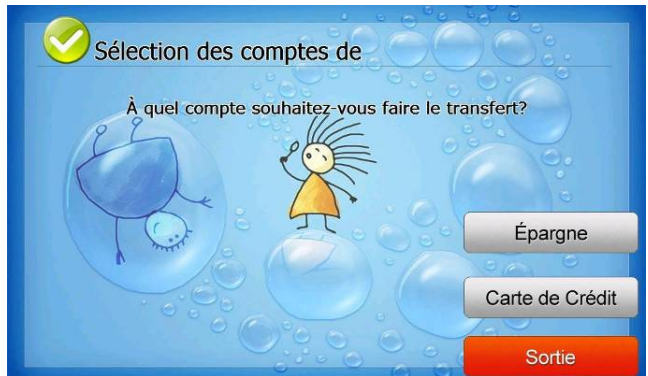 Sélection des comptes de
À quel compte souhaitez-vous faire le transfert?
Épargne
Carte de Crédit
Sortie